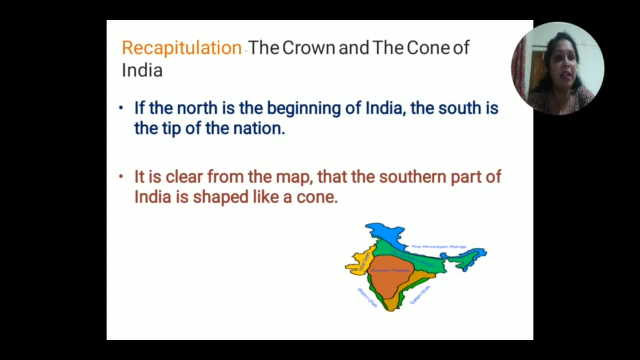 Recapitulation - The Crown and The Cone of
India
• If the north is the beginning of India, the south is
the tip of the nation.
• It is clear from the map, that the southern part of
India is shaped like a cone.
The Himalayan Range